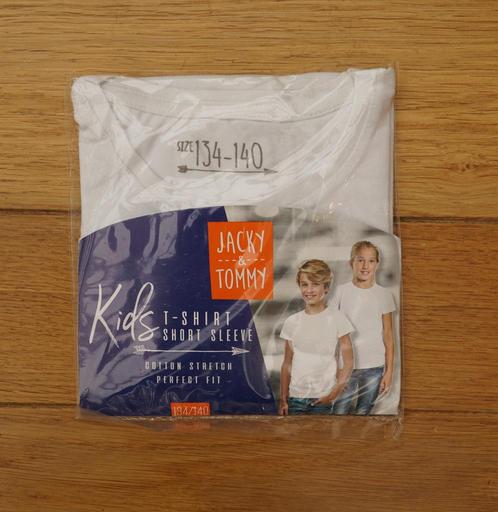 SIZE 134-140
JACKY
&
TOMMY
Kids T-SHIRT
SHORT SLEEVE
COTTON STRETCH
PERFECT FIT
134/140